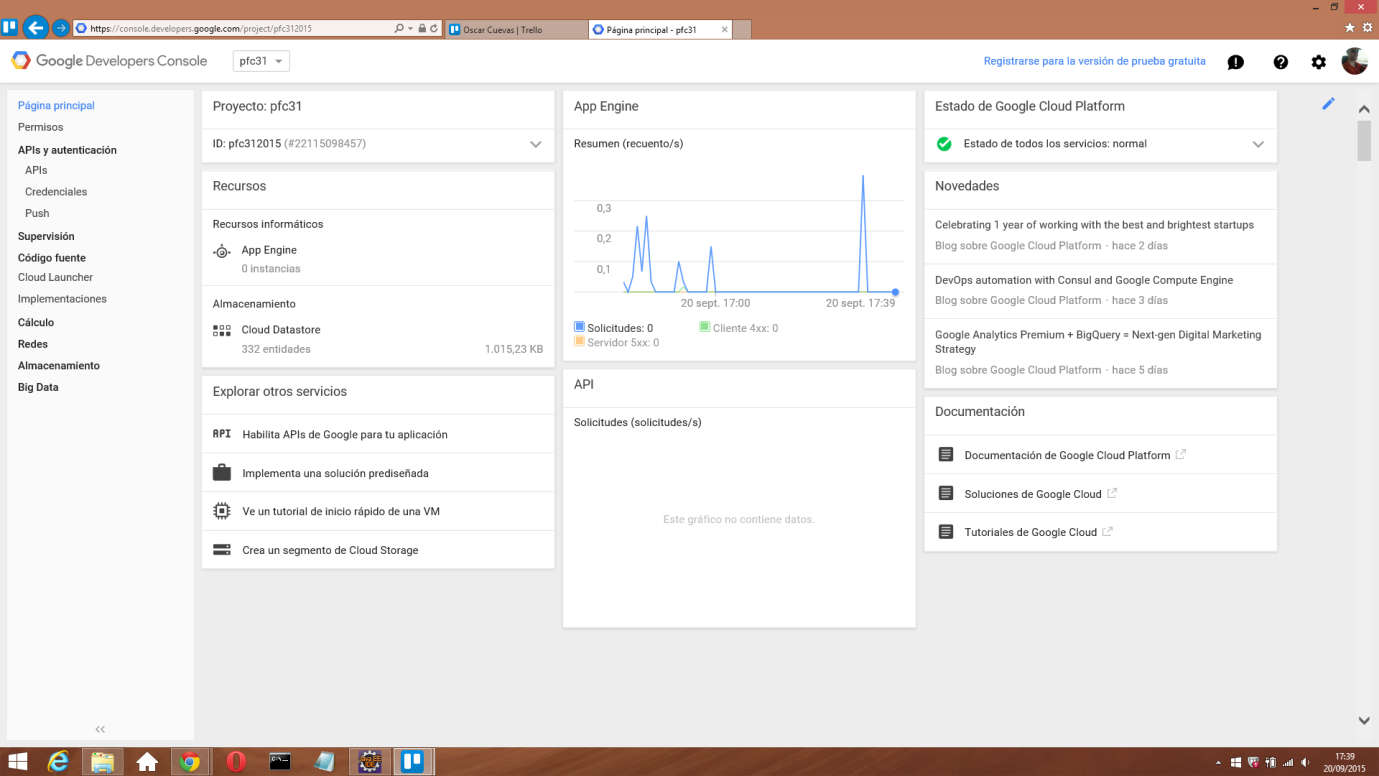 https://console.developers.google.com/project/pfc312015
Oscar Cuevas | Trello
Página principal - pfc31
Google Developers Console
pfc31
Registrarse para la versión de prueba gratuita
Página principal
Permisos
APIs y autenticación
APIs
Credenciales
Push
Supervisión
Código fuente
Cloud Launcher
Implementaciones
Cálculo
Redes
Almacenamiento
Big Data
Proyecto: pfc31
ID: pfc312015 (#22115098457)
Recursos
Recursos informáticos
App Engine
0 instancias
Almacenamiento
Cloud Datastore
332 entidades 1.015,23 KB
Explorar otros servicios
API Habilita APIs de Google para tu aplicación
Implementa una solución prediseñada
Ve un tutorial de inicio rápido de una VM
Crea un segmento de Cloud Storage
App Engine
Resumen (recuento/s)
0,3
0,2
0,1
20 sept. 17:00 20 sept. 17:39
Solicitudes: 0 Cliente 4xx: 0
Servidor 5xx: 0
API
Solicitudes (solicitudes/s)
Este gráfico no contiene datos.
Estado de Google Cloud Platform
Estado de todos los servicios: normal
Novedades
Celebrating 1 year of working with the best and brightest startups
Blog sobre Google Cloud Platform · hace 2 días
DevOps automation with Consul and Google Compute Engine
Blog sobre Google Cloud Platform · hace 3 días
Google Analytics Premium + BigQuery = Next-gen Digital Marketing
Strategy
Blog sobre Google Cloud Platform · hace 5 días
Documentación
Documentación de Google Cloud Platform
Soluciones de Google Cloud
Tutoriales de Google Cloud
Java EE
IDE
17:39
20/09/2015